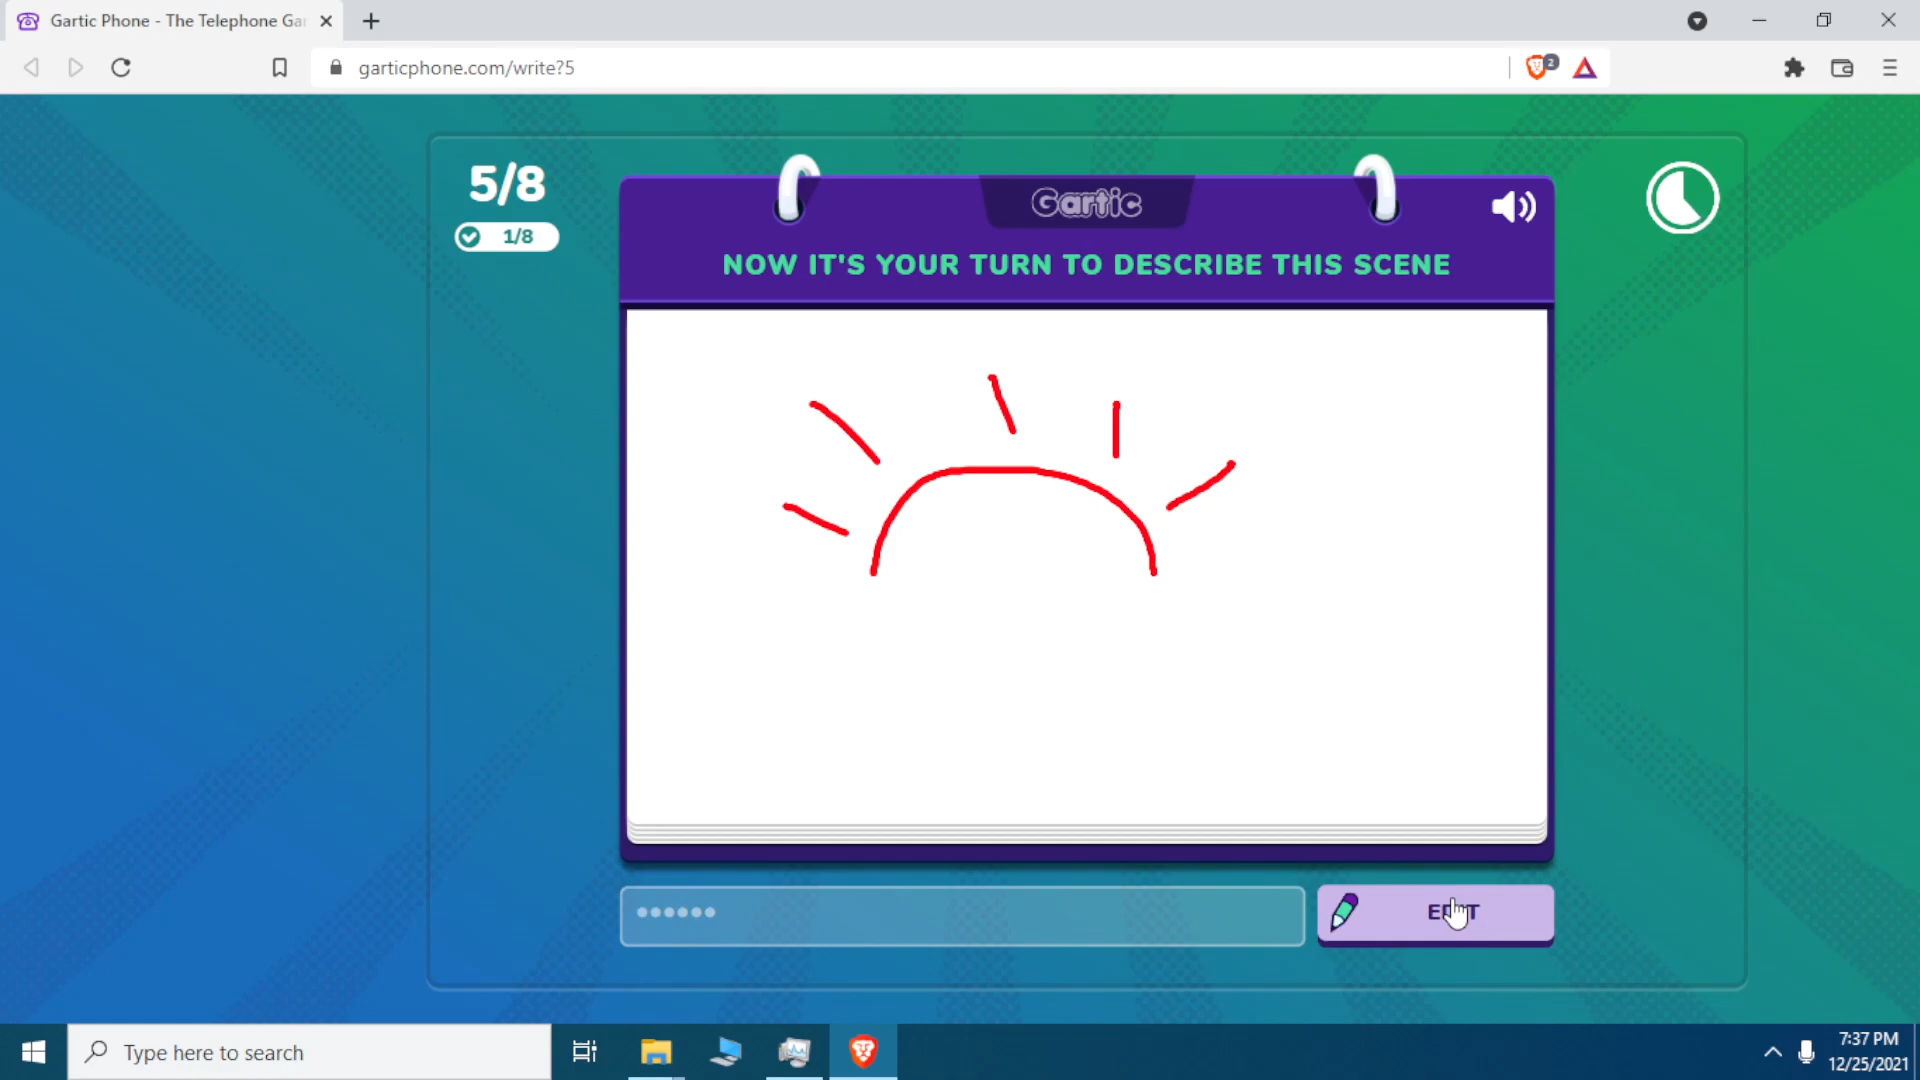 Gartic Phone - The Telephone Ga
garticphone.com/write?5
2
5/8
1/8
Gartic
NOW IT'S YOUR TURN TO DESCRIBE THIS SCENE
••••••
Type here to search
7:37 PM
12/25/2021